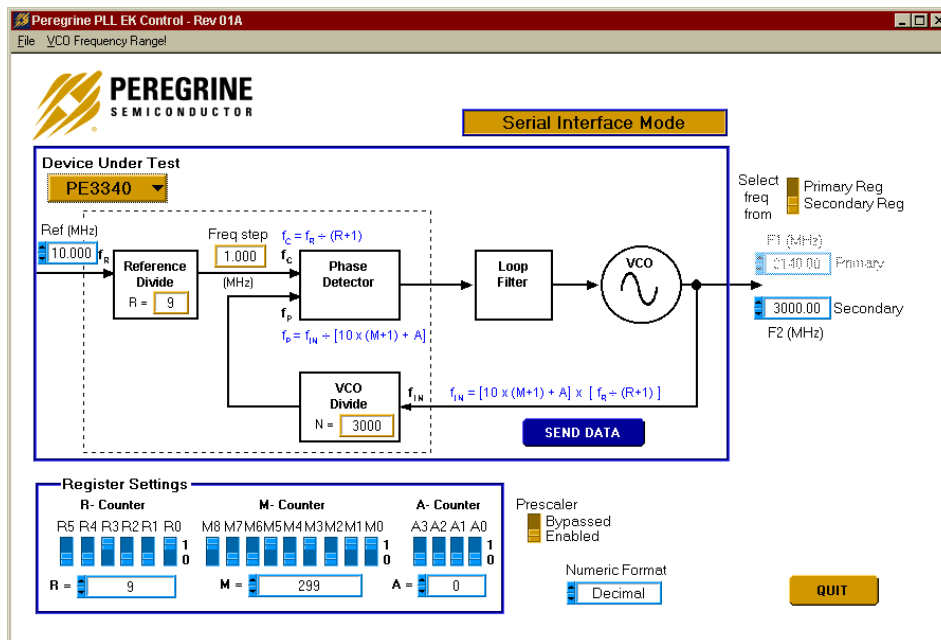 Peregrine PLL EK Control - Rev 01A
File VCO Frequency Range!
PEREGRINE
SEMICONDUCTOR
Serial Interface Mode
Device Under Test
PE3340
Select freq from
Primary Reg
Secondary Reg
Ref (MHz)
10.000
fR
Reference Divide
R = 9
Freq step
1.000
(MHz)
fC = fR ÷ (R+1)
fC
Phase Detector
fP
fP = fIN ÷ [10 x (M+1) + A]
Loop Filter
VCO
F1 (MHz)
2140.00 Primary
3000.00 Secondary
F2 (MHz)
VCO Divide
N = 3000
fIN
fIN = [10 x (M+1) + A] x [ fR ÷ (R+1) ]
SEND DATA
Register Settings
R- Counter
R5 R4 R3 R2 R1 R0
1
0
R = 9
M- Counter
M8 M7 M6 M5 M4 M3 M2 M1 M0
1
0
M = 299
A- Counter
A3 A2 A1 A0
1
0
A = 0
Prescaler
Bypassed
Enabled
Numeric Format
Decimal
QUIT